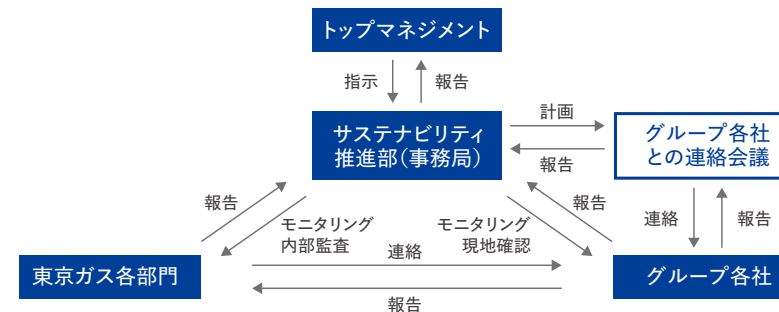 トップマネジメント
指示
報告
サステナビリティ
推進部（事務局）
計画
報告
グループ各社
との連絡会議
報告
モニタリング
内部監査
モニタリング
現地確認
報告
連絡
報告
東京ガス各部門
連絡
報告
グループ各社